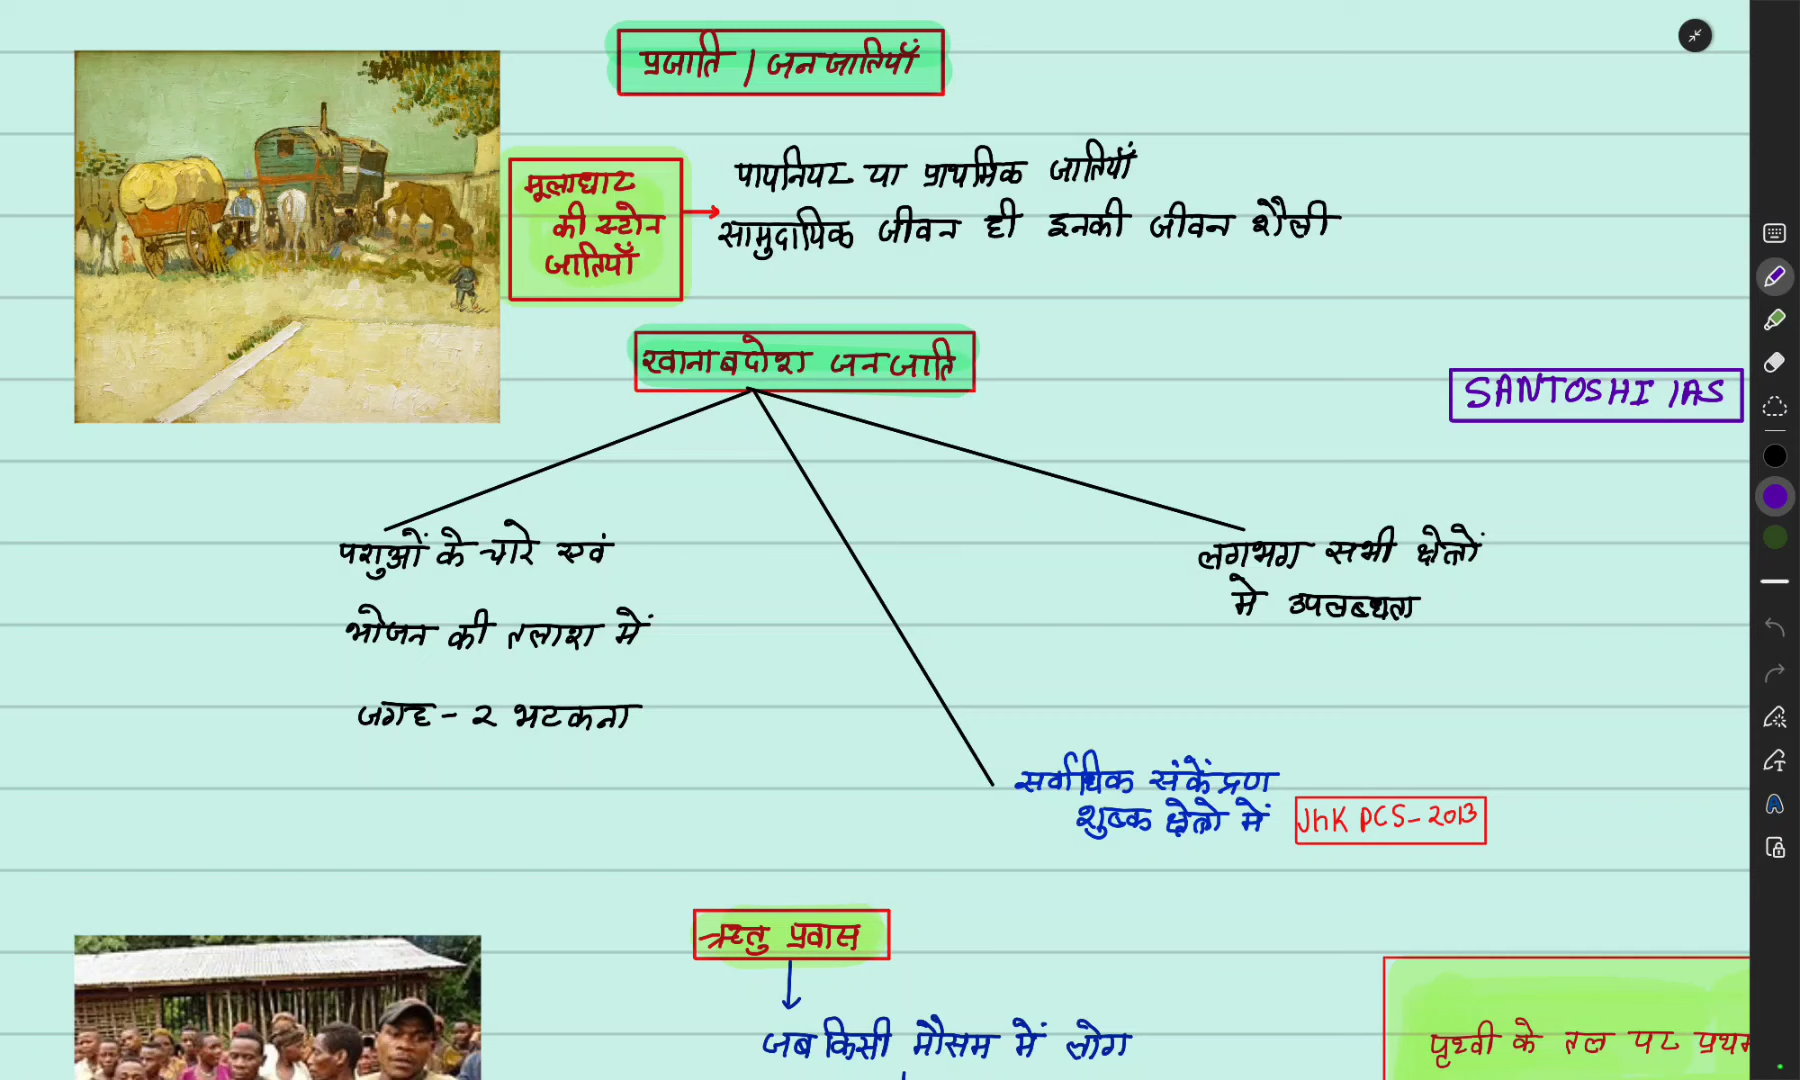 प्रजाति / जनजातियाँ
मूलाधार
की स्टोन
जातियाँ
पायनियर या प्राथमिक जातियाँ
सामुदायिक जीवन ही इनकी जीवन शैली
खानाबदोश जनजाति
SANTOSHI IAS
पशुओं के चारे एवं
भोजन की तलाश में
जगह - २ भटकना
लगभग सभी क्षेत्रों
मे उपलब्धता
सर्वाधिक संकेंद्रण
शुष्क क्षेत्रो में
JhK PCS - 2013
ऋतु प्रवास
जब किसी मौसम में लोग
पृथ्वी के तल पर प्रथम